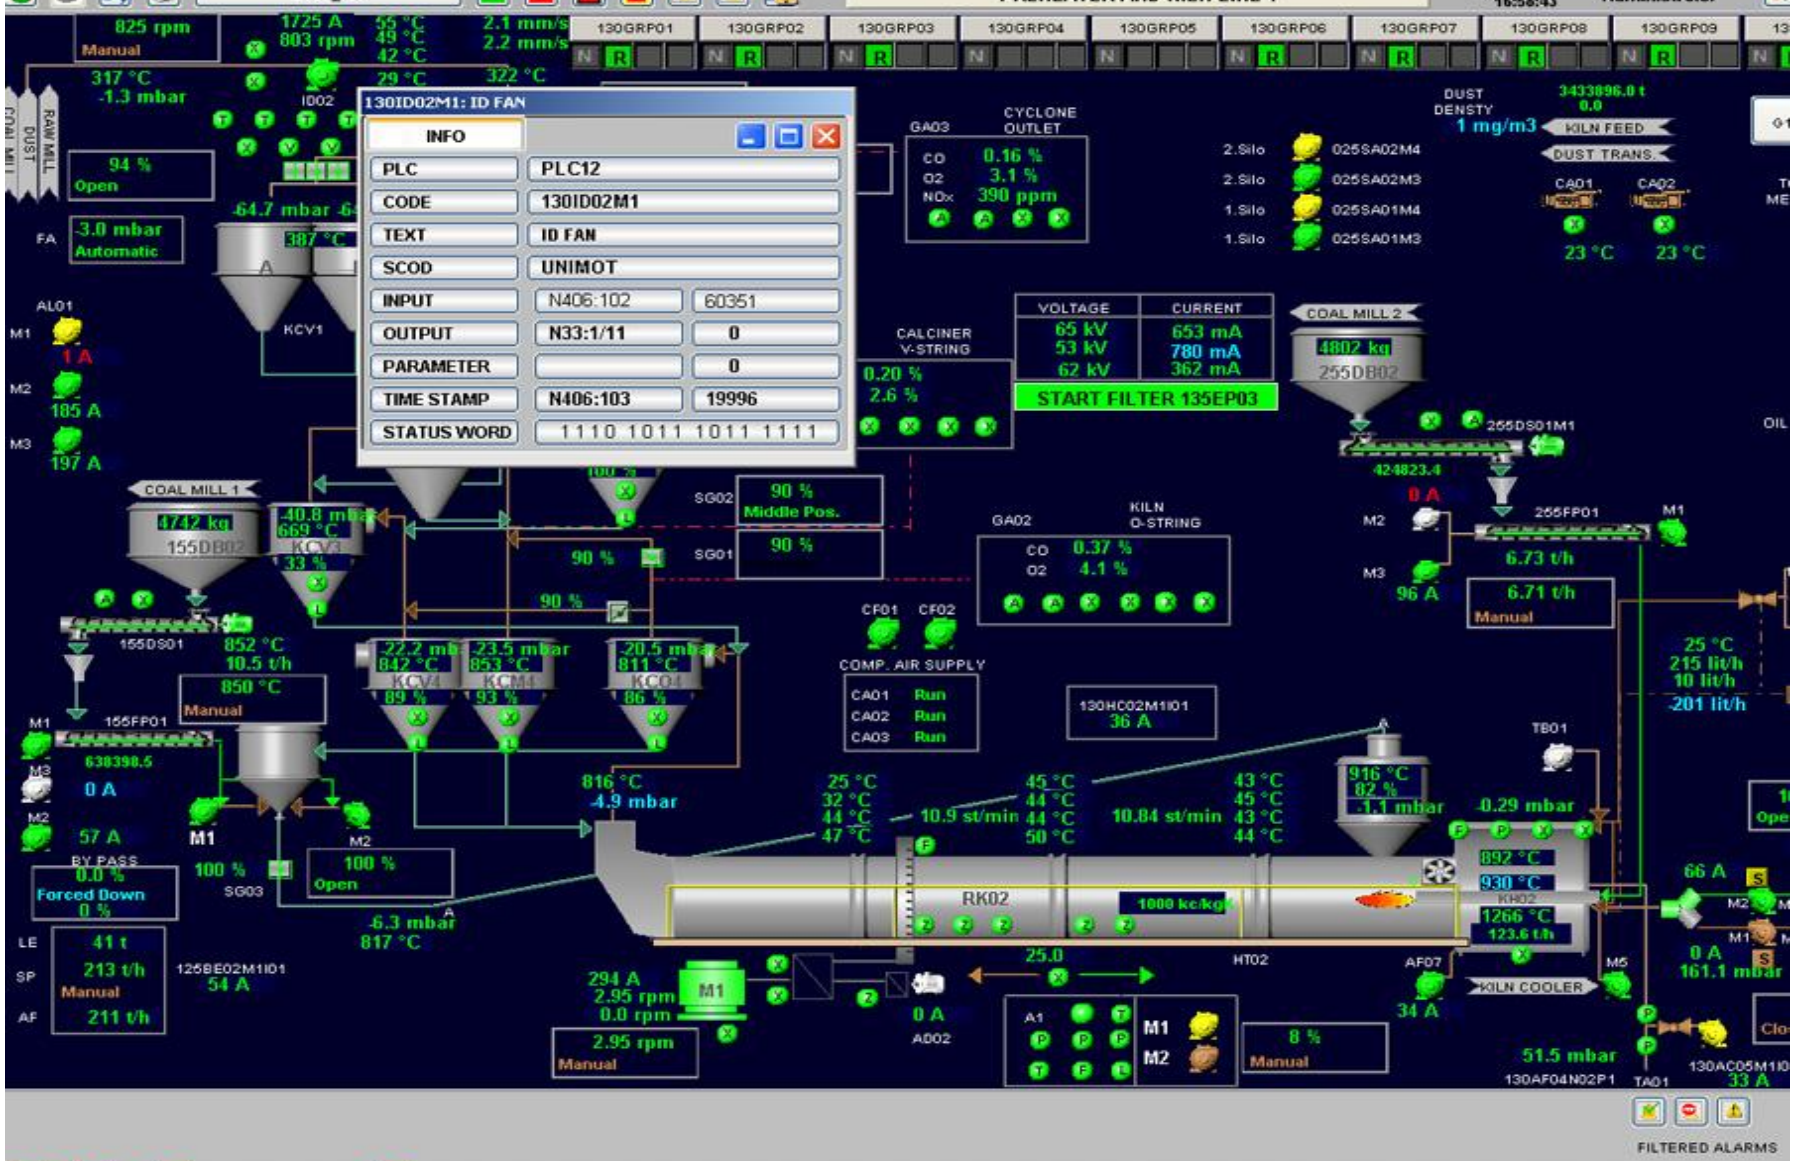 825 rpm
Manual
1725 A
803 rpm
55 °C
49 °C
42 °C
29 °C
2.1 mm/s
2.2 mm/s
322 °C
317 °C
-1.3 mbar
ID02
130GRP01 130GRP02 130GRP03 130GRP04 130GRP05 130GRP06 130GRP07 130GRP08 130GRP09
N R N R N R N N N R N R N R N R N
RAW MILL
DUST
COAL MILL
94 %
Open
FA
-3.0 mbar
Automatic
-64.7 mbar
387 °C
A
KCV1
130ID02M1: ID FAN
INFO
PLC PLC12
CODE 130ID02M1
TEXT ID FAN
SCOD UNIMOT
INPUT N406:102 60351
OUTPUT N33:1/11 0
PARAMETER 0
TIME STAMP N406:103 19996
STATUS WORD 1110 1011 1011 1111
GA03
CYCLONE
OUTLET
CO 0.16 %
O2 3.1 %
NOx 390 ppm
2.Silo 025SA02M4
2.Silo 025SA02M3
1.Silo 025SA01M4
1.Silo 025SA01M3
DUST
DENSTY
1 mg/m3
3433896.0 t
0.0
KILN FEED
DUST TRANS.
CA01 CA02
23 °C 23 °C
AL01
M1
1 A
M2
185 A
M3
197 A
CALCINER
V-STRING
0.20 %
2.6 %
VOLTAGE CURRENT
65 kV 653 mA
53 kV 780 mA
62 kV 362 mA
START FILTER 135EP03
COAL MILL 2
4802 kg
255DB02
255DS01M1
424823.4
0 A
M2
255FP01
M1
6.73 t/h
M3
96 A
6.71 t/h
Manual
OIL
COAL MILL 1
4742 kg
155DB02
-40.8 mbar
669 °C
KCV3
33 %
100 %
SG02
90 %
Middle Pos.
SG01
90 %
90 %
90 %
GA02
KILN
O-STRING
CO 0.37 %
O2 4.1 %
155DS01
852 °C
10.5 t/h
850 °C
Manual
-22.2 mb
842 °C
KCV4
89 %
-23.5 mbar
853 °C
KCM4
93 %
-20.5 mbar
811 °C
KCO4
86 %
CF01 CF02
COMP. AIR SUPPLY
CA01 Run
CA02 Run
CA03 Run
130HC02M1I01
36 A
25 °C
215 lit/h
10 lit/h
-201 lit/h
TB01
M1
155FP01
638398.5
M3
0 A
M2
57 A
M1
M2
BY PASS
0.0 %
Forced Down
0 %
100 %
SG03
100 %
Open
816 °C
-4.9 mbar
25 °C
32 °C
44 °C
47 °C
10.9 st/min
45 °C
44 °C
44 °C
50 °C
10.84 st/min
43 °C
45 °C
43 °C
44 °C
A
916 °C
82 %
-1.1 mbar
-0.29 mbar
892 °C
930 °C
KH02
1266 °C
123.6 t/h
RK02
1000 kc/kg
A
-6.3 mbar
817 °C
66 A
M2
M1
0 A
161.1 mbar
LE 41 t
SP 213 t/h
Manual
AF 211 t/h
125BE02M1I01
54 A
294 A
2.95 rpm
0.0 rpm
M1
2.95 rpm
Manual
0 A
AD02
25.0
HT02
AF07
34 A
KILN COOLER
M5
A1
M1
M2
8 %
Manual
51.5 mbar
130AF04N02P1
TA01
130AC05M1I0
33 A
FILTERED ALARMS